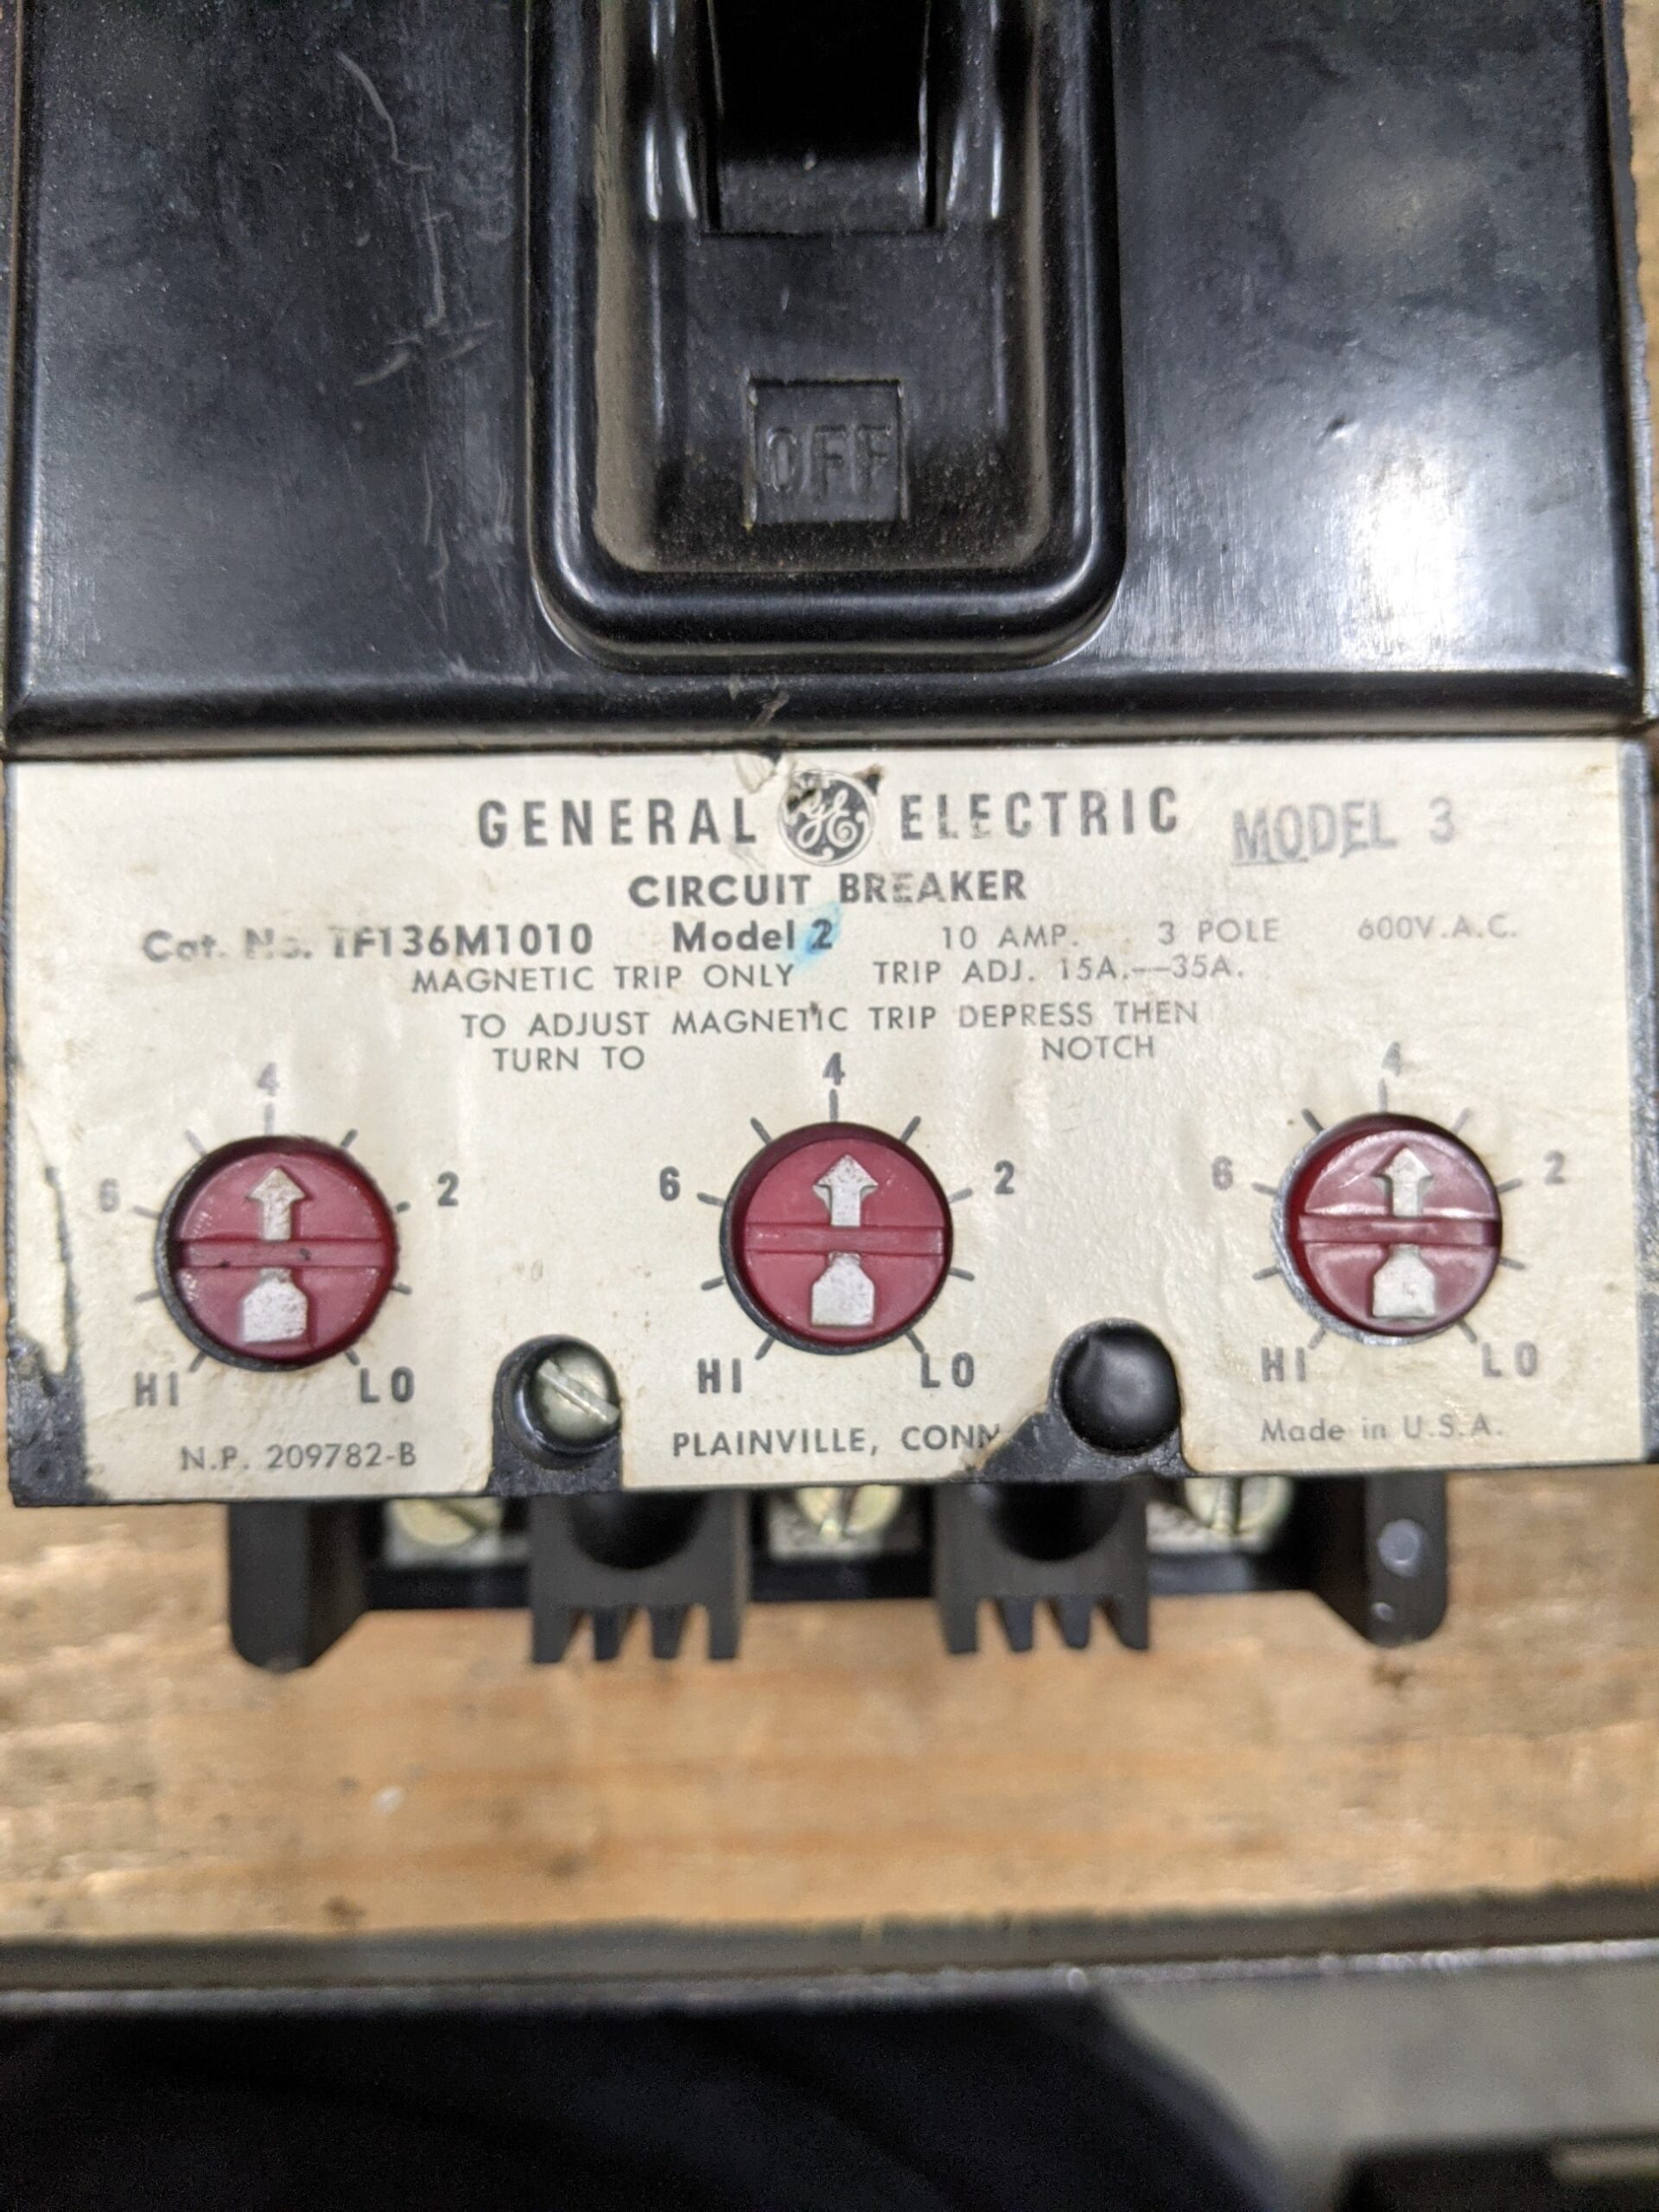 OFF
GENERAL GE ELECTRIC MODEL 3
CIRCUIT BREAKER
Cat. No. TF136M1010 Model 2 10 AMP. 3 POLE 600V.A.C.
MAGNETIC TRIP ONLY TRIP ADJ. 15A.—35A.
TO ADJUST MAGNETIC TRIP DEPRESS THEN
TURN TO NOTCH
4 4 4
6 2 6 2 6 2
HI LO HI LO HI LO
N.P. 209782-B PLAINVILLE, CONN Made in U.S.A.